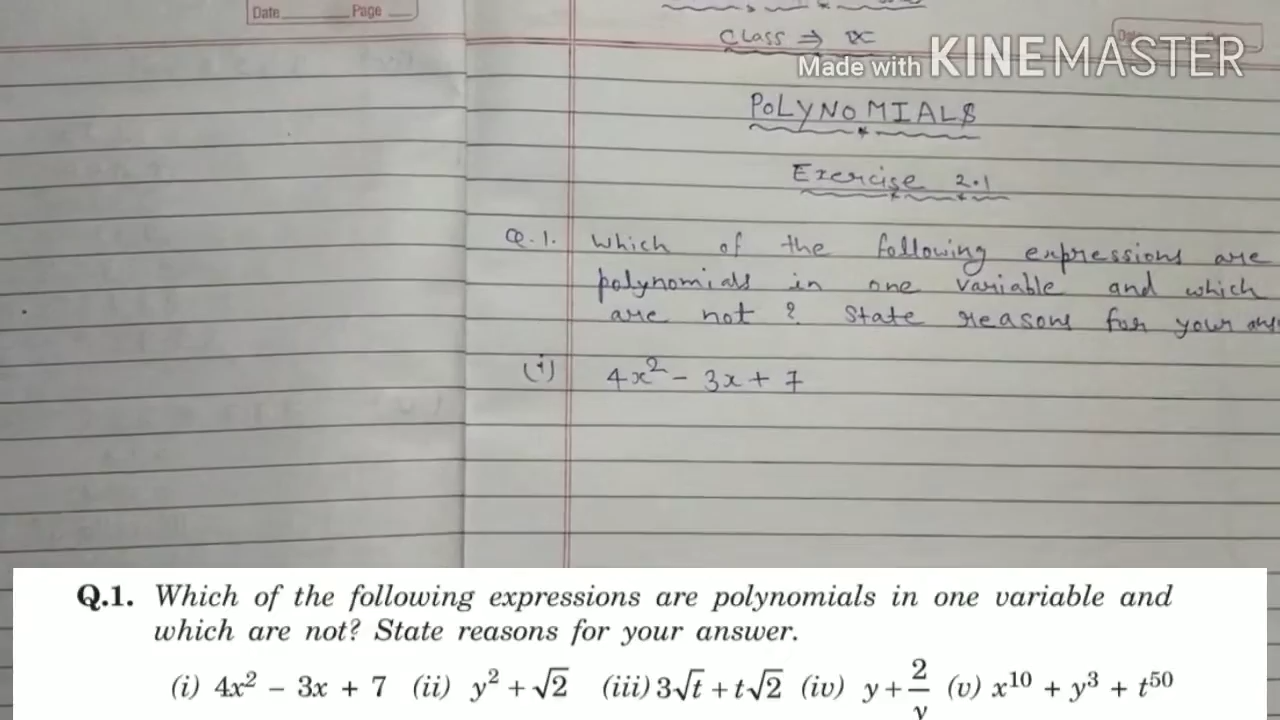 Date Page
Class ⇒ IX
Made with KINEMASTER
POLYNOMIALS
Exercise 2.1
Q.1. Which of the following expressions are
polynomials in one variable and which
are not? State reasons for your ans
(i) 4x² - 3x + 7
Q.1. Which of the following expressions are polynomials in one variable and
which are not? State reasons for your answer.
(i) 4x² – 3x + 7 (ii) y² + √2 (iii) 3√t + t√2 (iv) y + 2/y (v) x¹⁰ + y³ + t⁵⁰